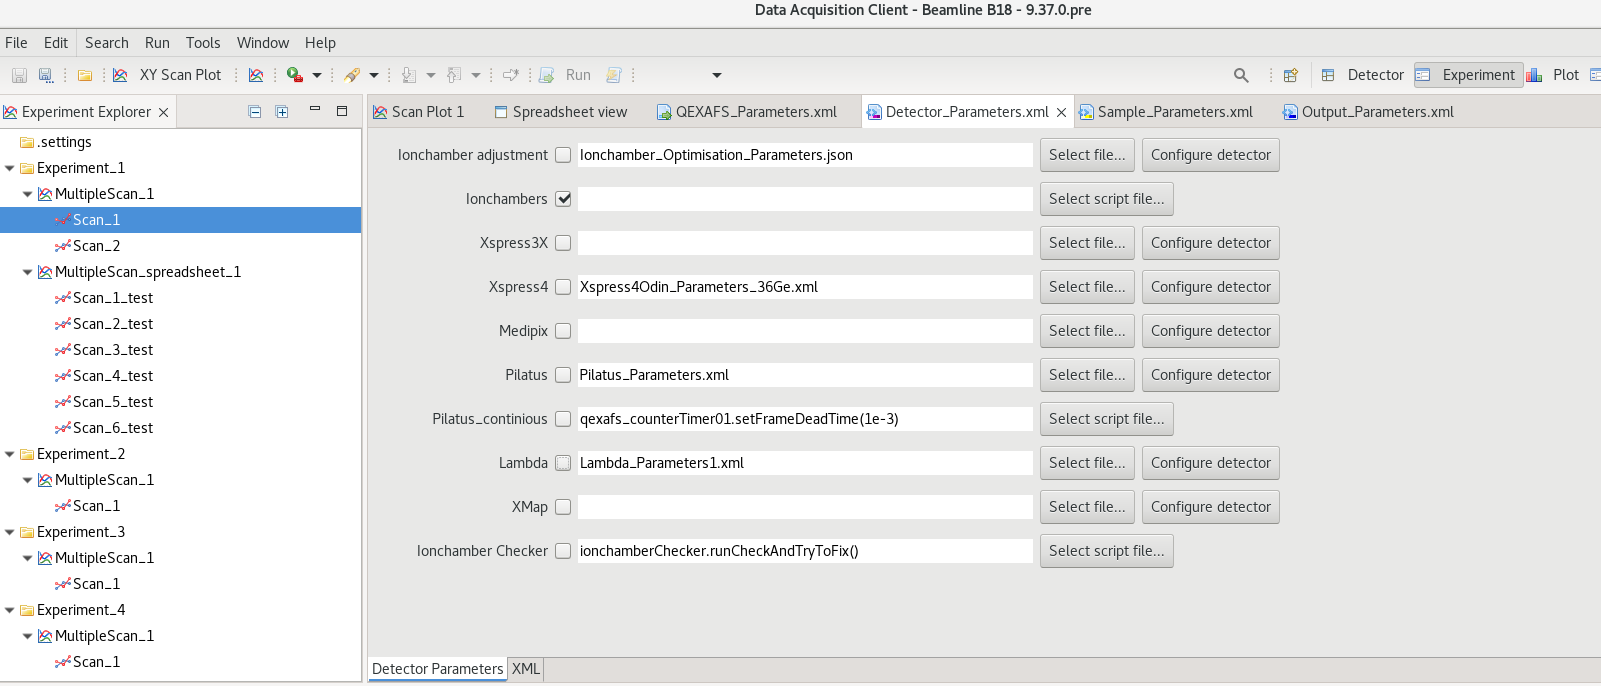 Data Acquisition Client - Beamline B18 - 9.37.0.pre
File Edit Search Run Tools Window Help
XY Scan Plot Run Detector Experiment Plot
Experiment Explorer
.settings
Experiment_1
MultipleScan_1
Scan_1
Scan_2
MultipleScan_spreadsheet_1
Scan_1_test
Scan_2_test
Scan_3_test
Scan_4_test
Scan_5_test
Scan_6_test
Experiment_2
MultipleScan_1
Scan_1
Experiment_3
MultipleScan_1
Scan_1
Experiment_4
MultipleScan_1
Scan_1
Scan Plot 1 Spreadsheet view QEXAFS_Parameters.xml Detector_Parameters.xml Sample_Parameters.xml Output_Parameters.xml
Ionchamber adjustment Ionchamber_Optimisation_Parameters.json Select file... Configure detector
Ionchambers Select script file...
Xspress3X Select file... Configure detector
Xspress4 Xspress4Odin_Parameters_36Ge.xml Select file... Configure detector
Medipix Select file... Configure detector
Pilatus Pilatus_Parameters.xml Select file... Configure detector
Pilatus_continious qexafs_counterTimer01.setFrameDeadTime(1e-3) Select script file...
Lambda Lambda_Parameters1.xml Select file... Configure detector
XMap Select file... Configure detector
Ionchamber Checker ionchamberChecker.runCheckAndTryToFix() Select script file...
Detector Parameters XML